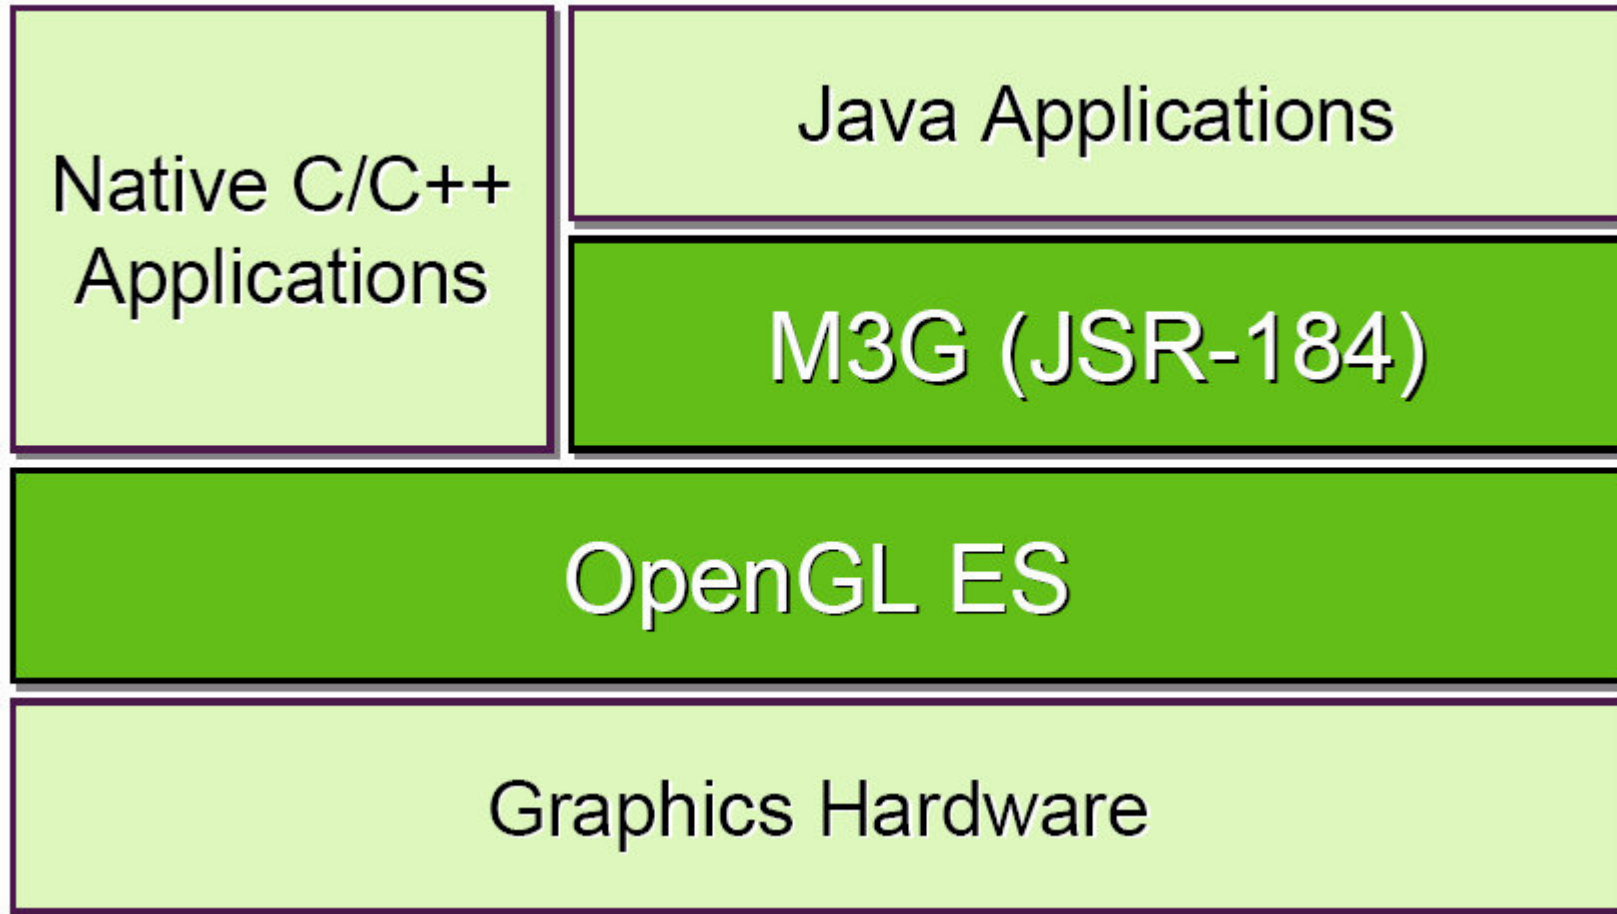 Native C/C++
Applications
Java Applications
M3G (JSR-184)
OpenGL ES
Graphics Hardware